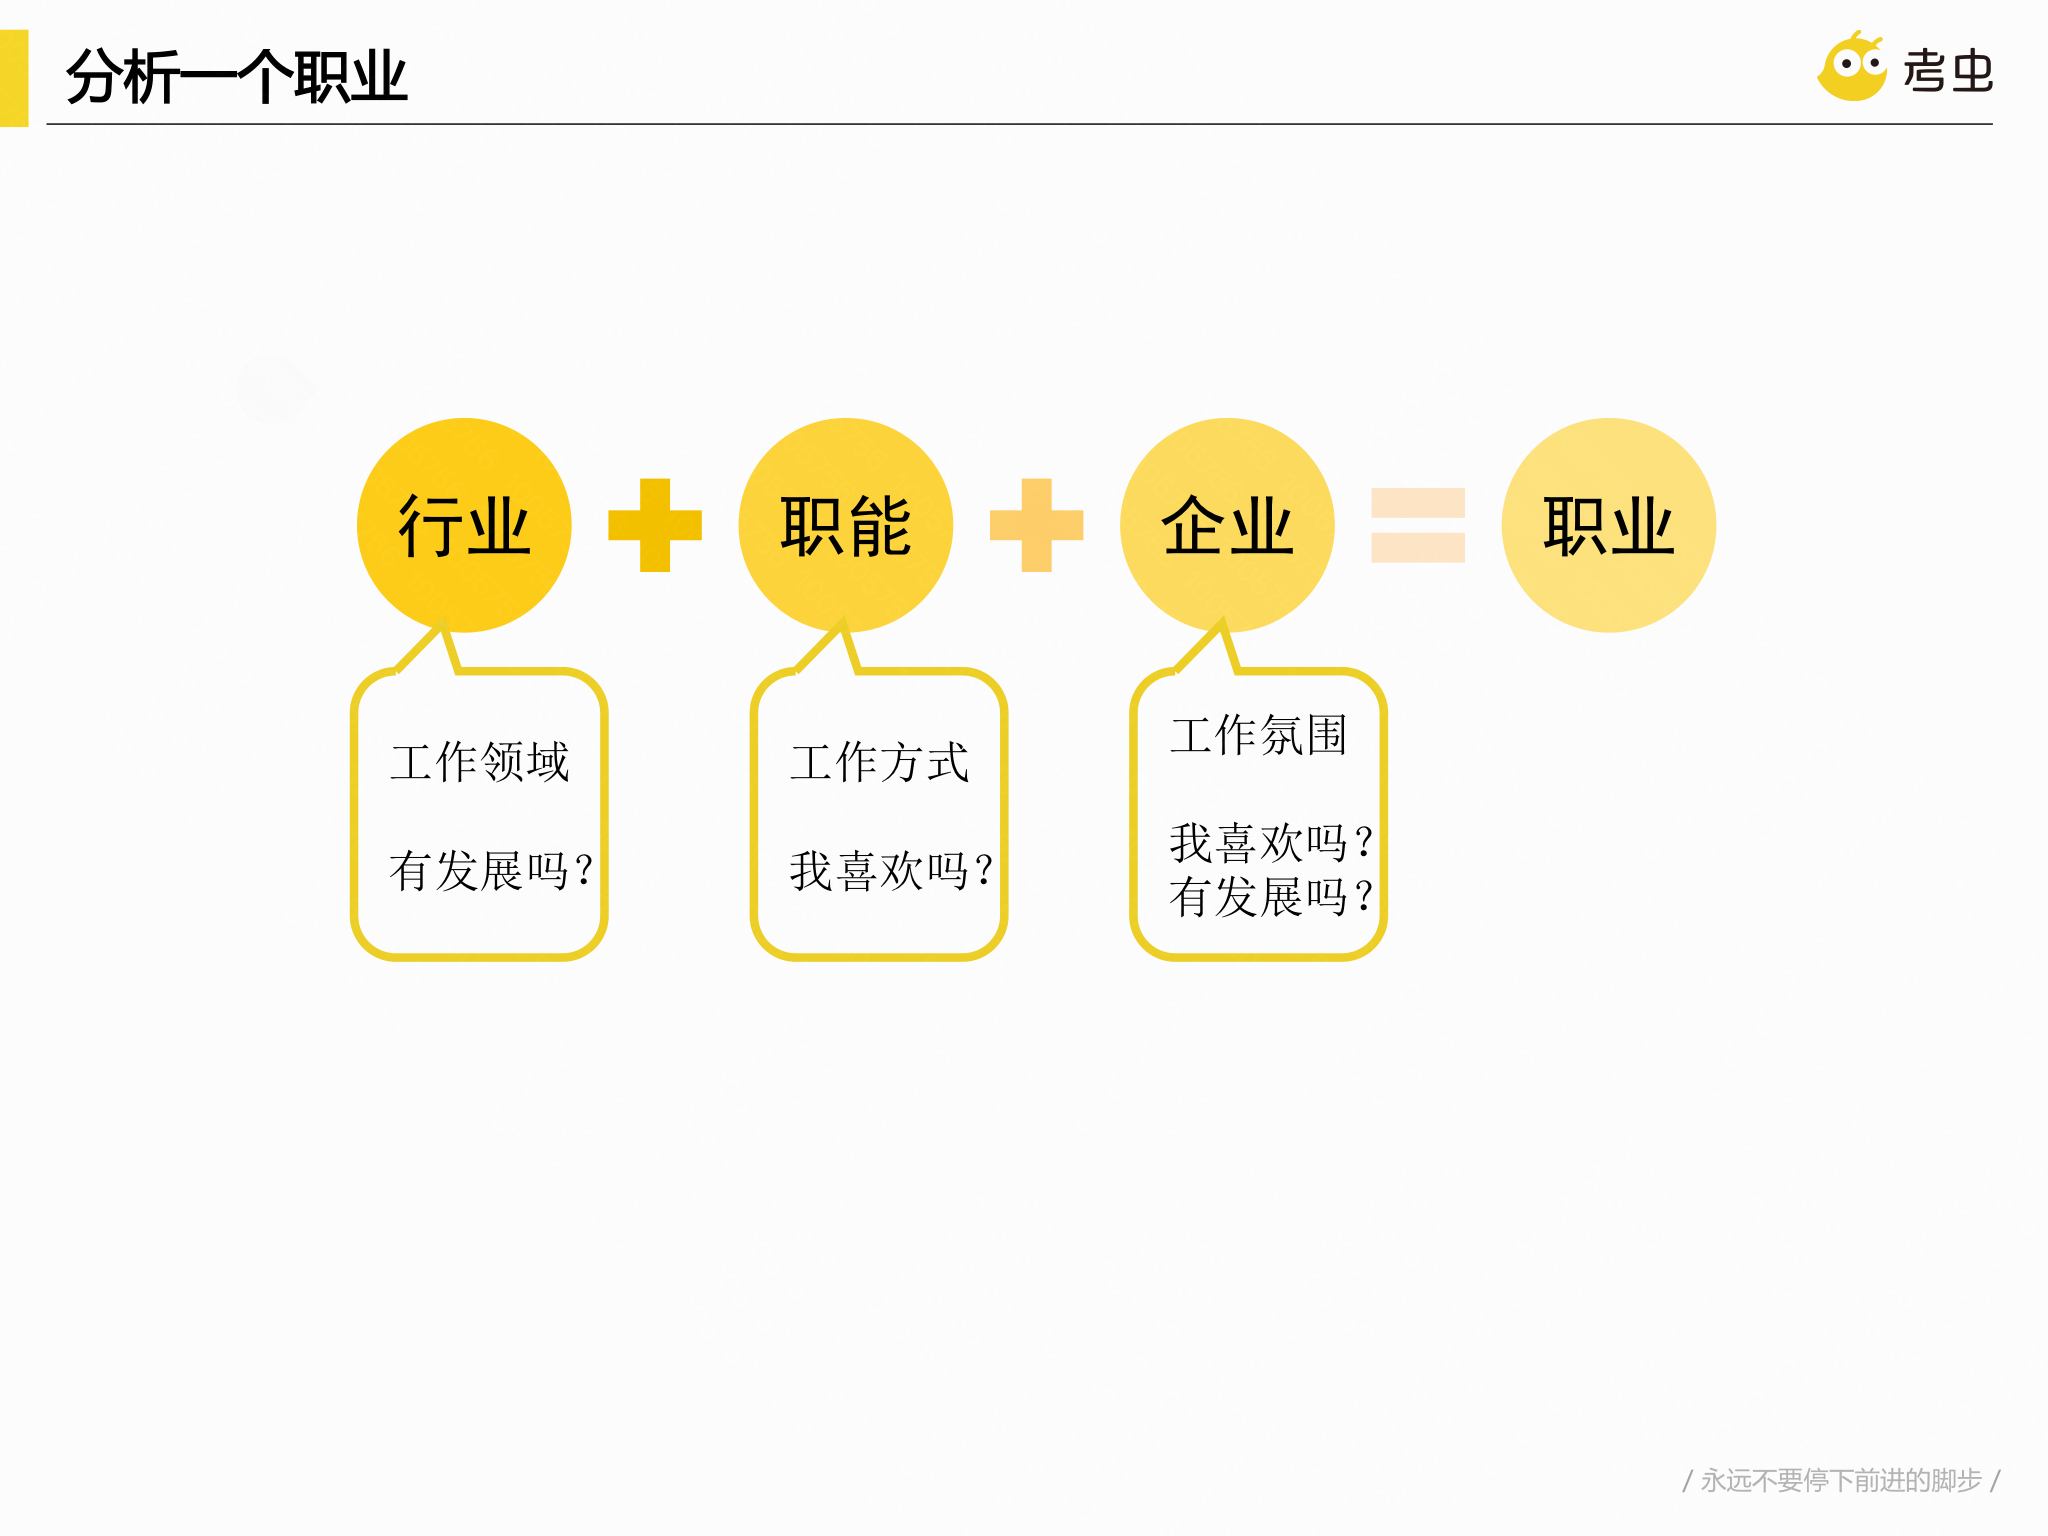 分析一个职业
考虫
行业
职能
企业
职业
工作领域
有发展吗?
工作方式
我喜欢吗?
工作氛围
我喜欢吗?
有发展吗?
/ 永远不要停下前进的脚步 /